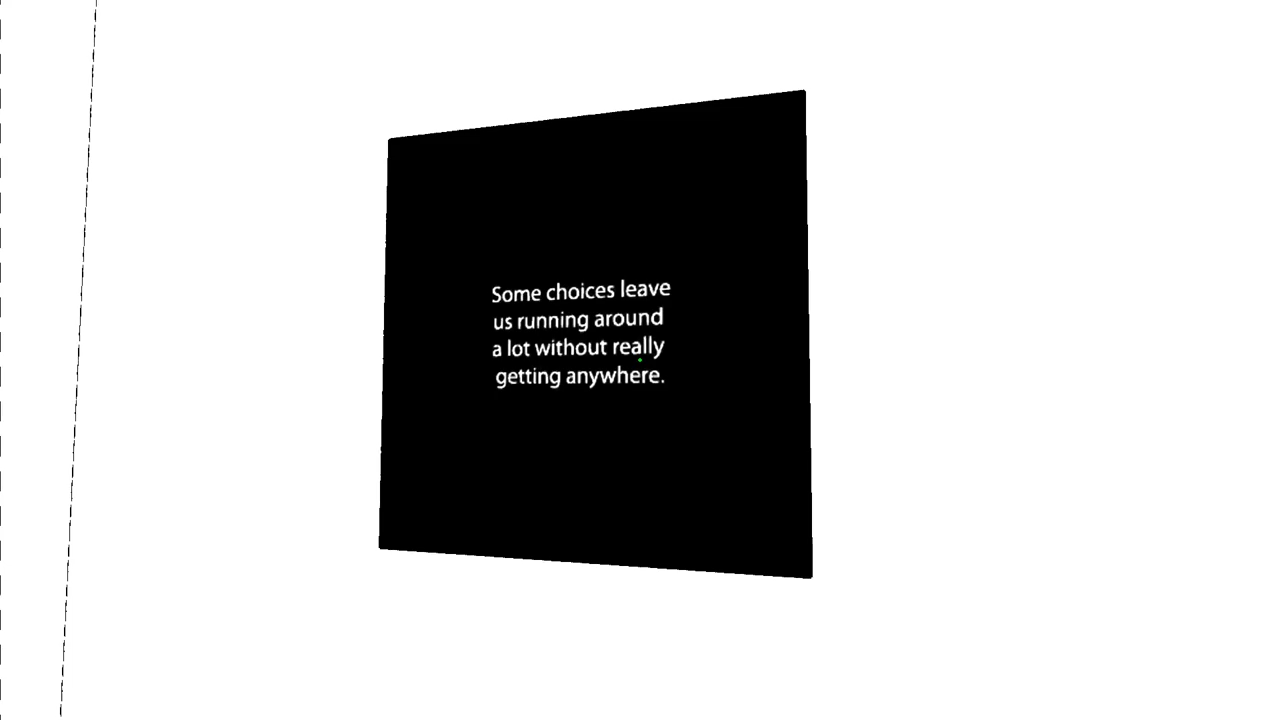 Some choices leave
us running around
a lot without really
getting anywhere.